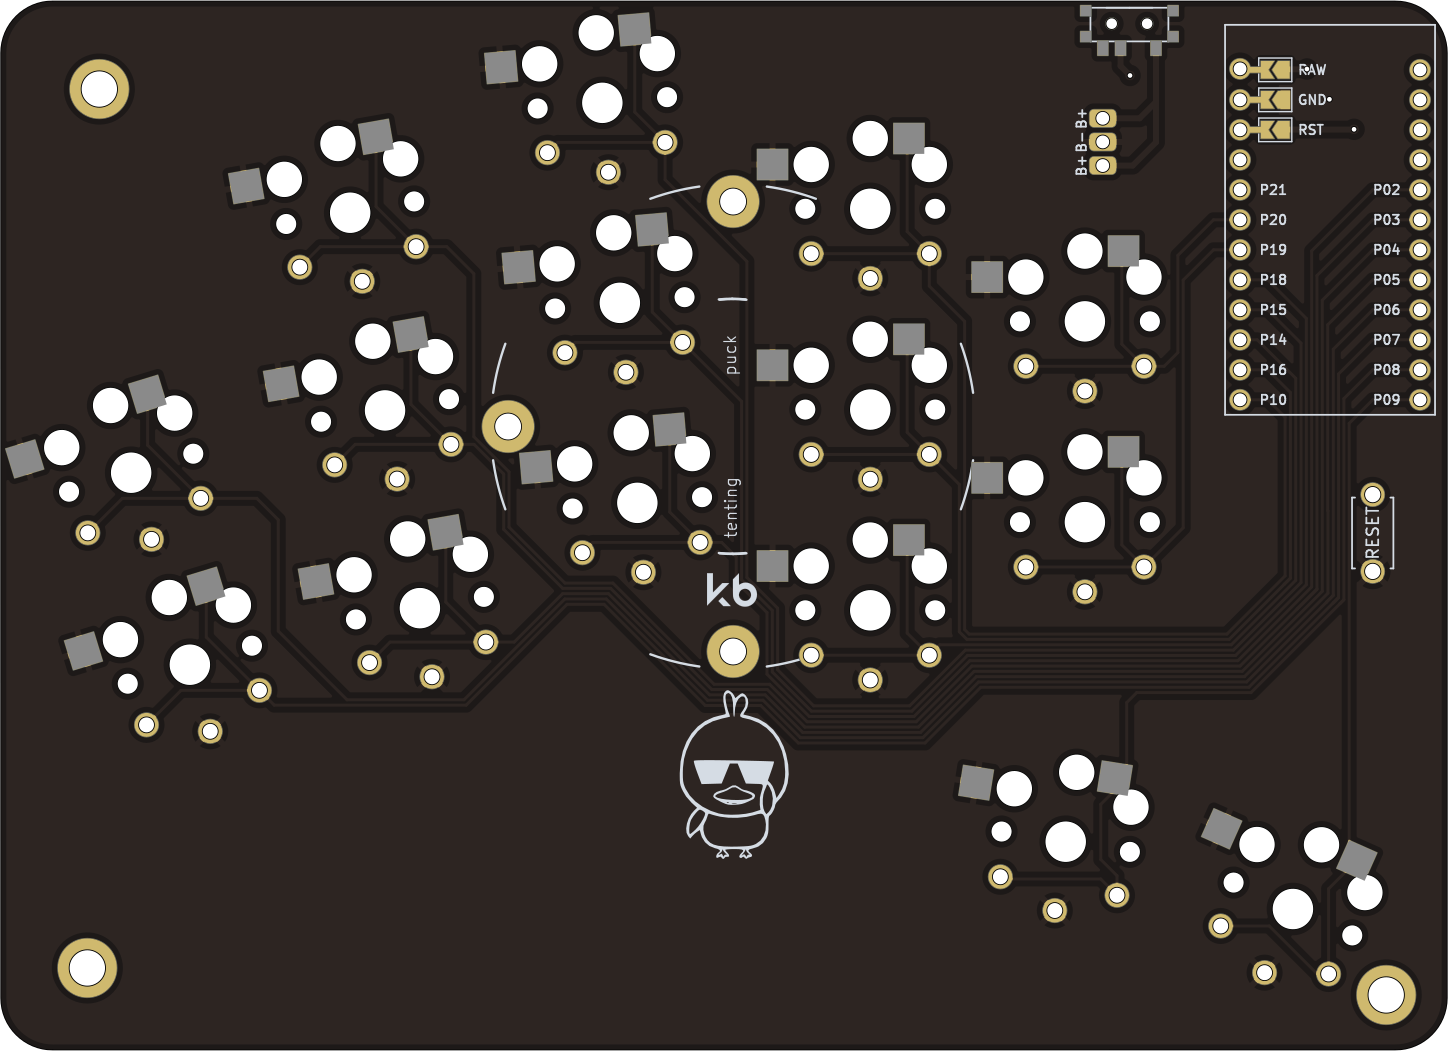 RAW
GND
RST
B+
B-
B+
P21
P20
P19
P18
P15
P14
P16
P10
P02
P03
P04
P05
P06
P07
P08
P09
puck
tenting
kb
RESET